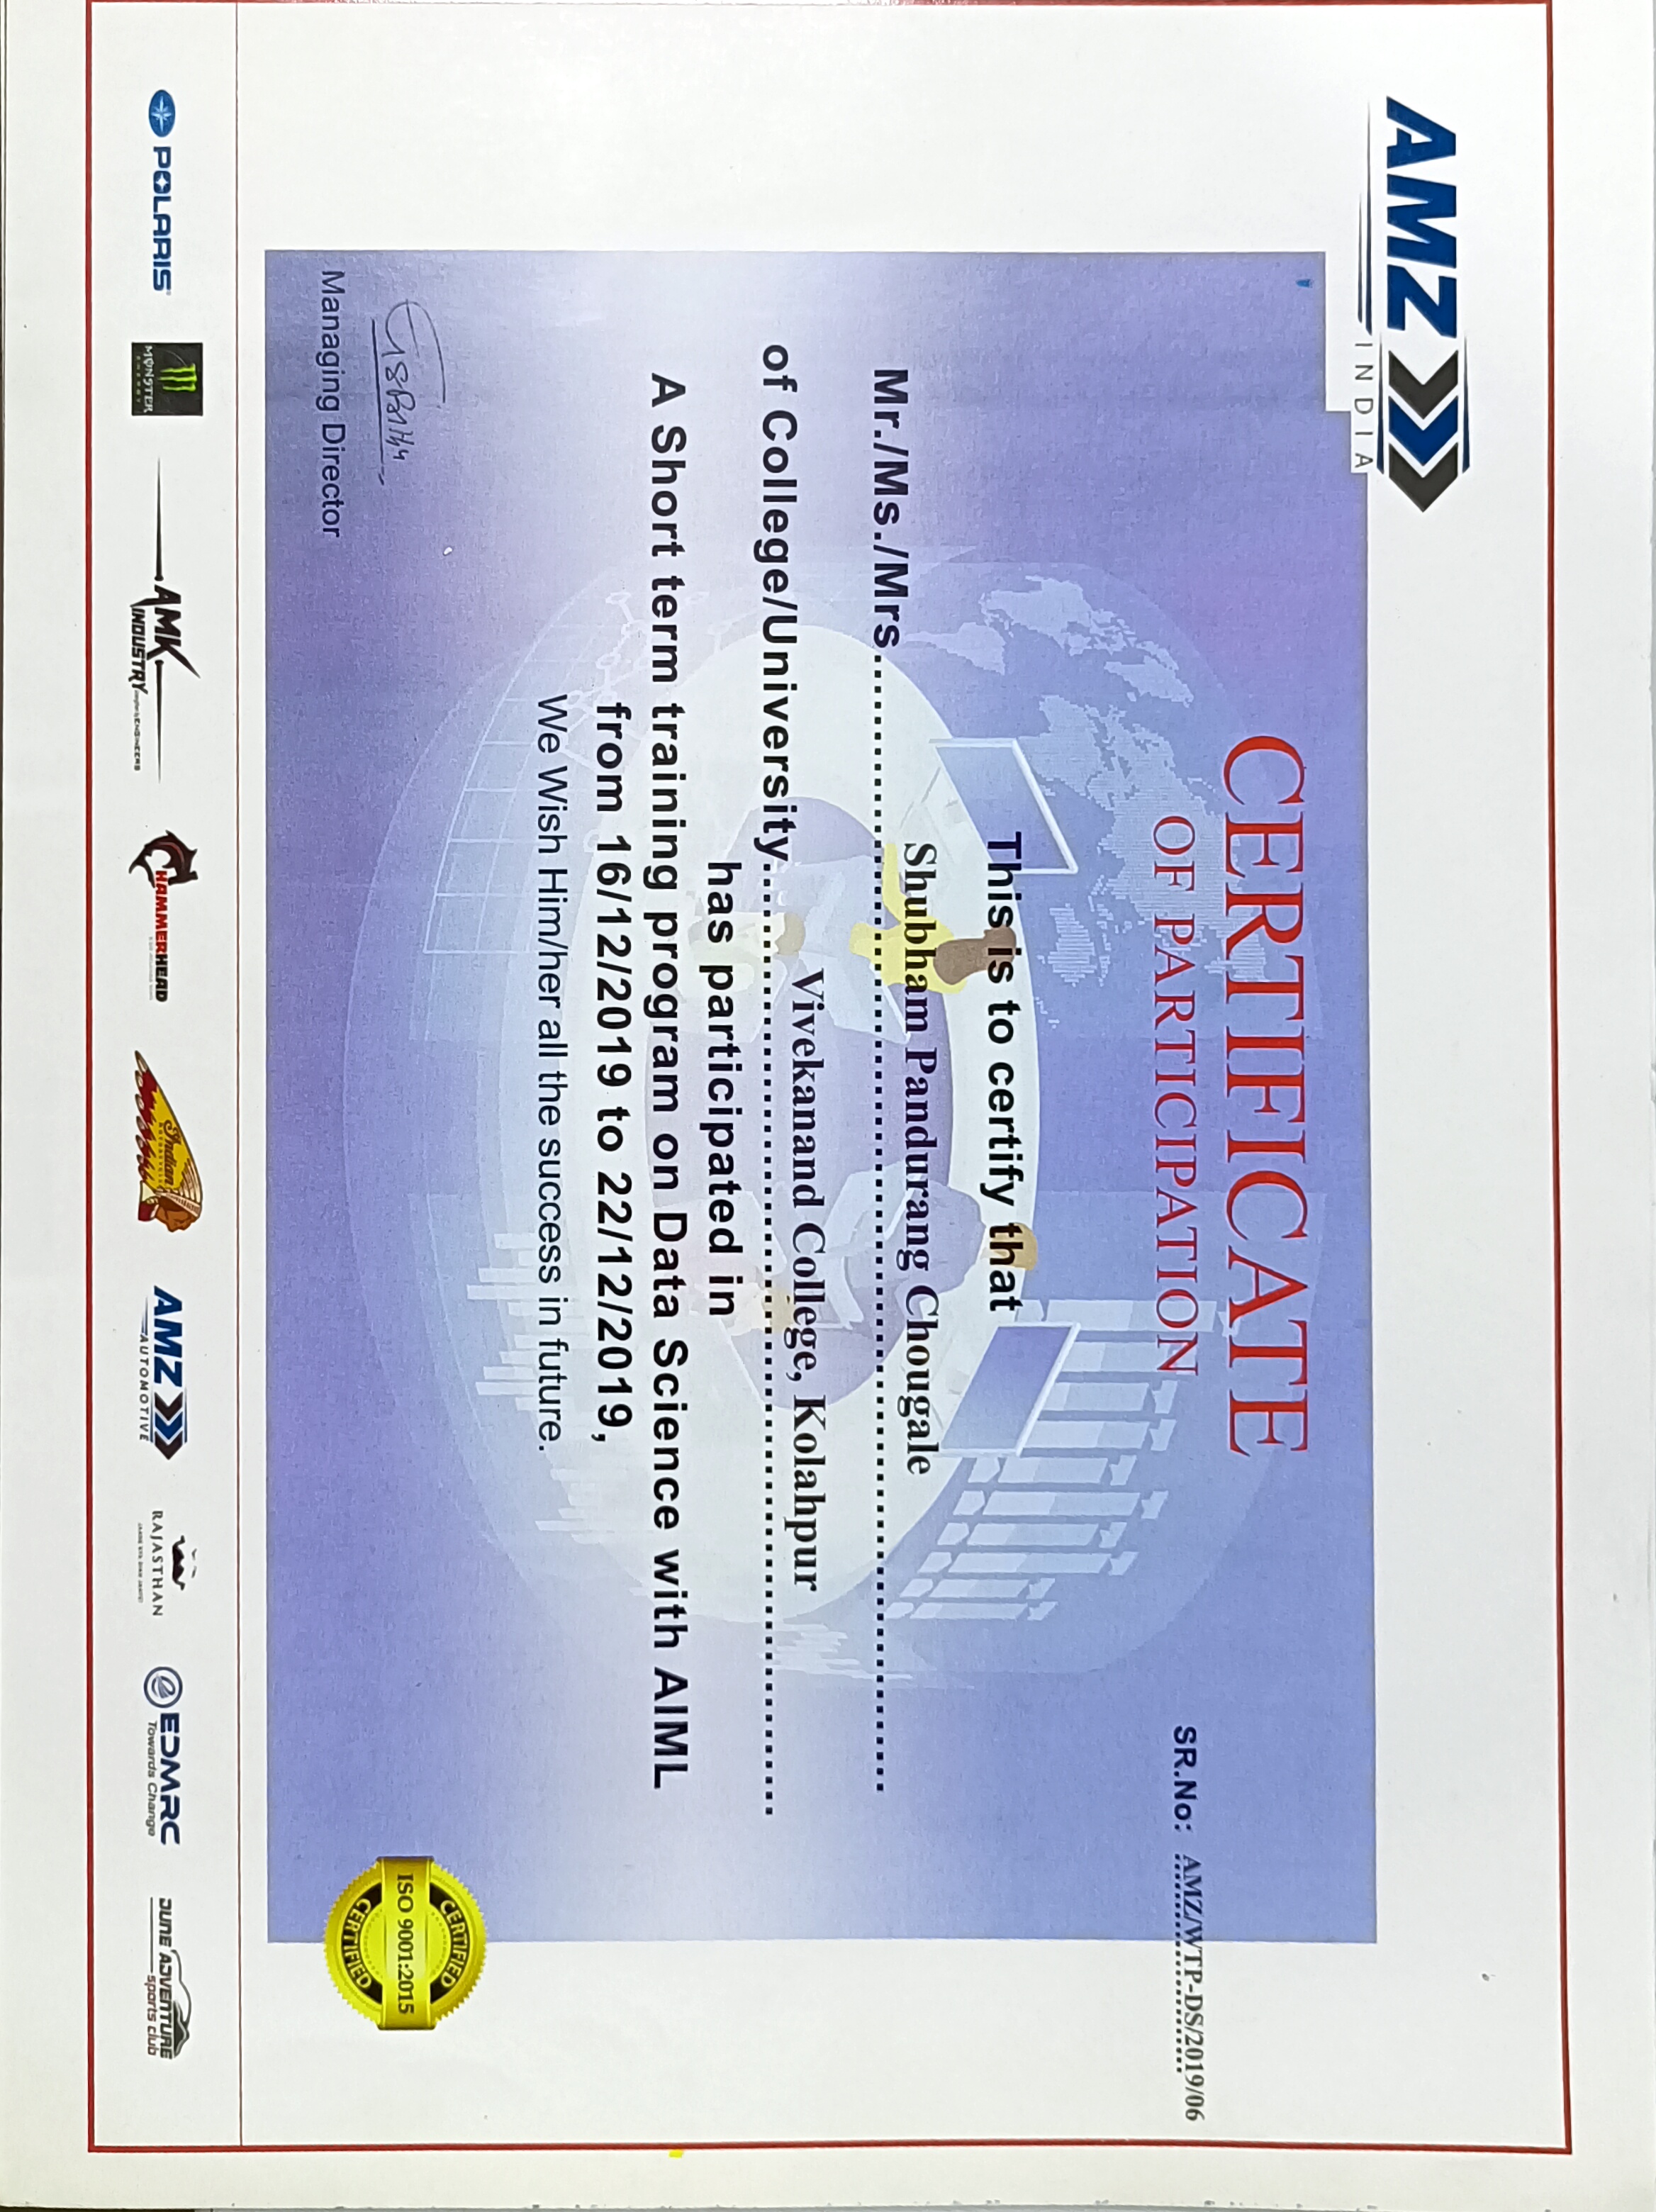 AMZ
INDIA
CERTIFICATE
OF PARTICIPATION
SR.No: AMZ/WTP-DS/2019/06
This is to certify that
Mr./Ms./Mrs. Shubham Pandurang Chougale
of College/University Vivekanand College, Kolahpur
has participated in
A Short term training program on Data Science with AIML
from 16/12/2019 to 22/12/2019,
We Wish Him/her all the success in future.
Managing Director
CERTIFIED
ISO 9001:2015
CERTIFIED
POLARIS
MONSTER
ENERGY
AMK
INDUSTRY
ENGINEERS
HAMMERHEAD
Indian
MOTORCYCLE
AMZ
AUTOMOTIVE
RAJASTHAN
EDMRC
Towards Change
DUNE ADVENTURE
sports club